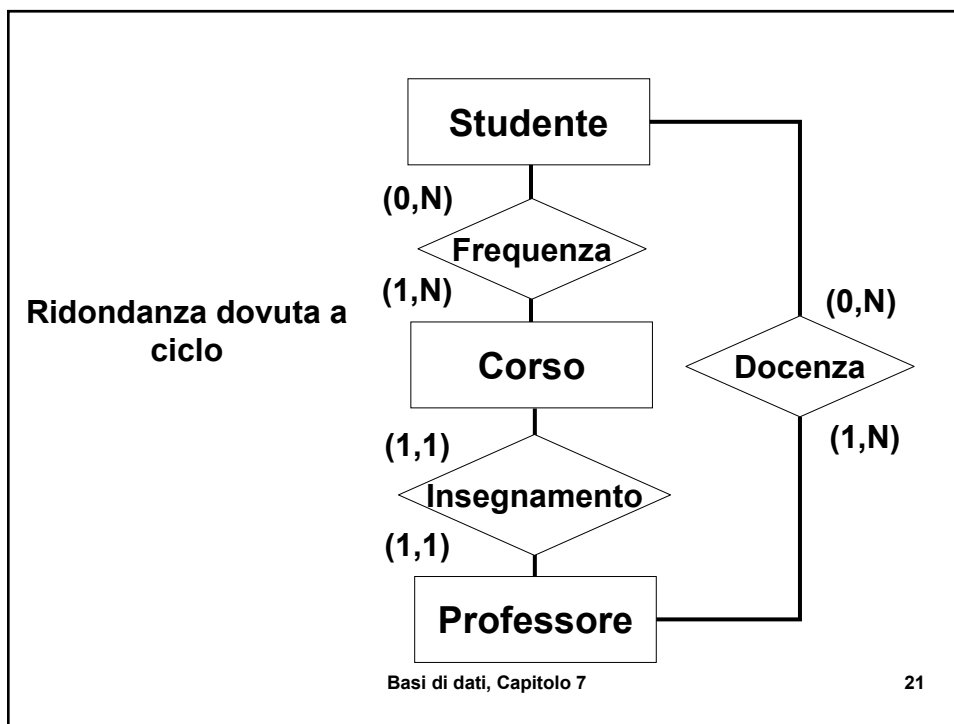 Studente
(0,N)
Frequenza
(1,N)
Ridondanza dovuta a
ciclo
Corso
(0,N)
Docenza
(1,N)
(1,1)
Insegnamento
(1,1)
Professore
Basi di dati, Capitolo 7
21